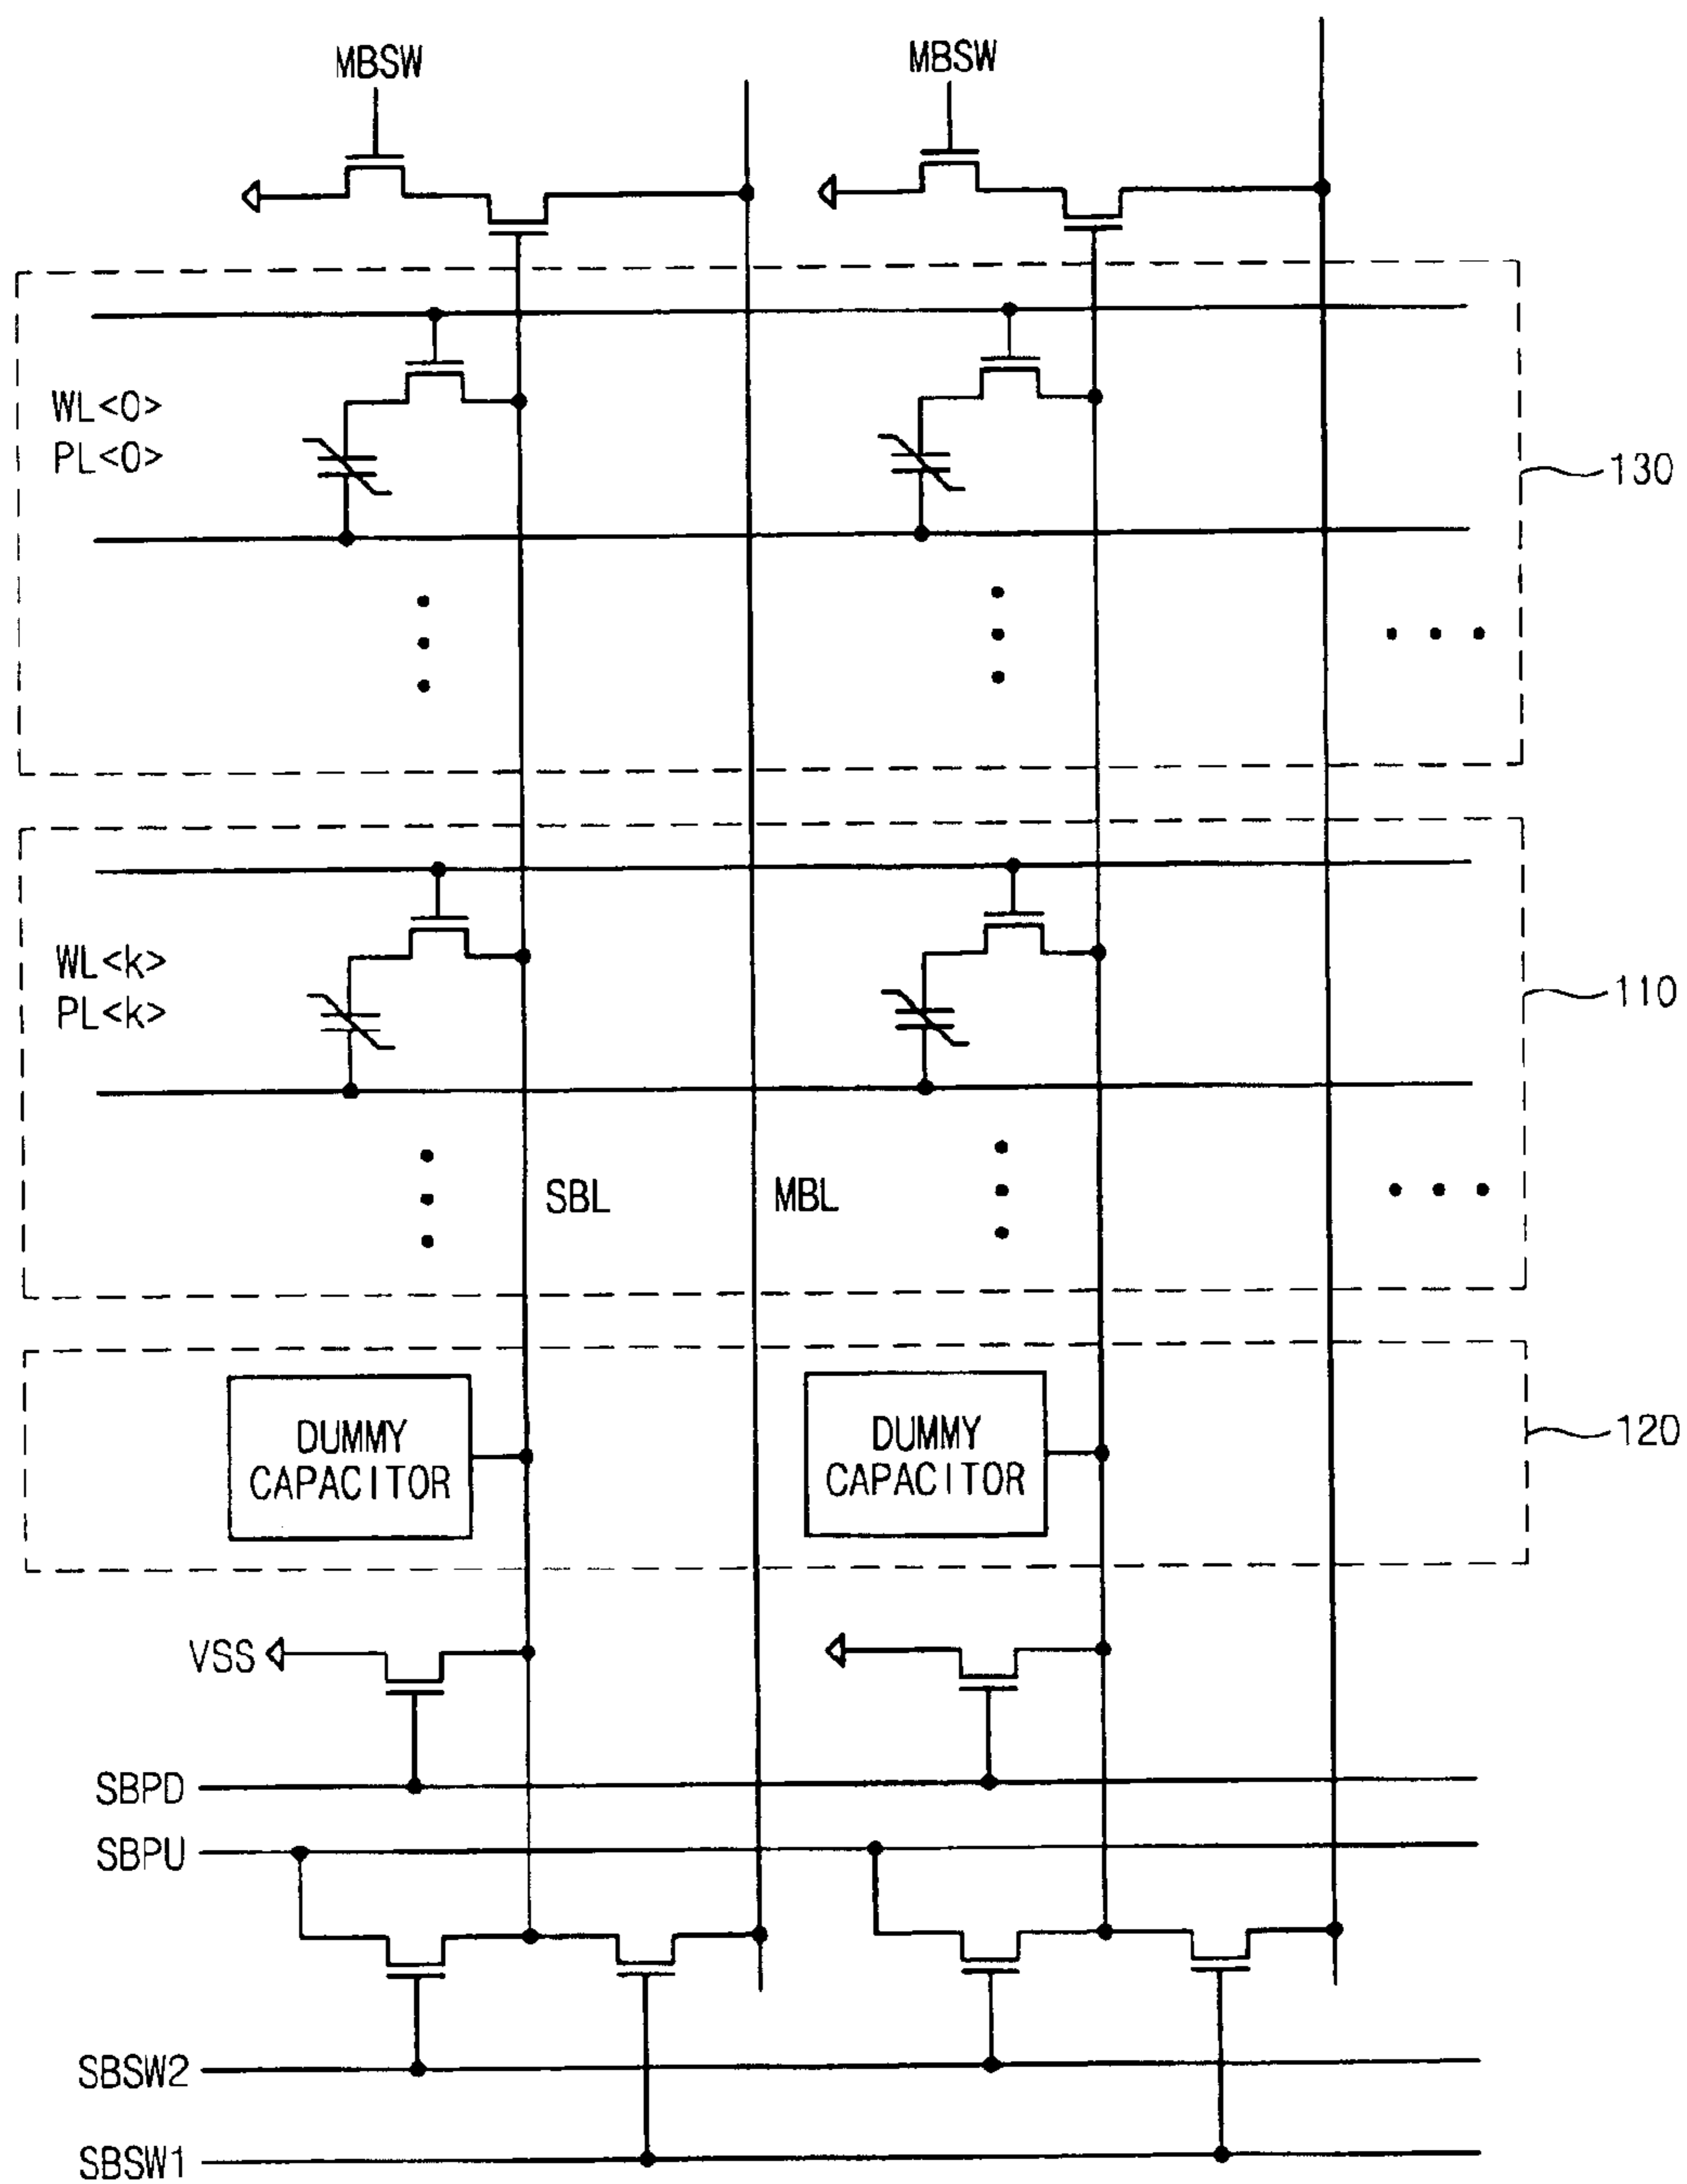 MBSW
MBSW
WL<0>
PL<0>
130
WL<k>
PL<k>
110
SBL
MBL
DUMMY
CAPACITOR
DUMMY
CAPACITOR
120
VSS
SBPD
SBPU
SBSW2
SBSW1